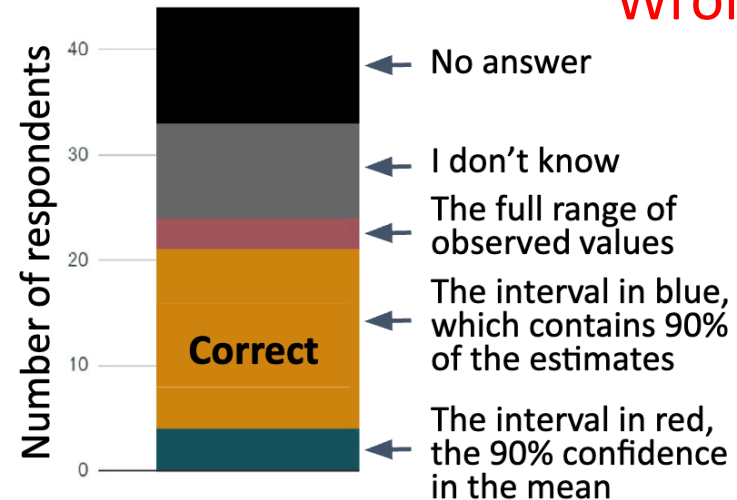 Number of respondents
40
30
20
10
0
Correct
No answer
I don’t know
The full range of
observed values
The interval in blue,
which contains 90%
of the estimates
The interval in red,
the 90% confidence
in the mean